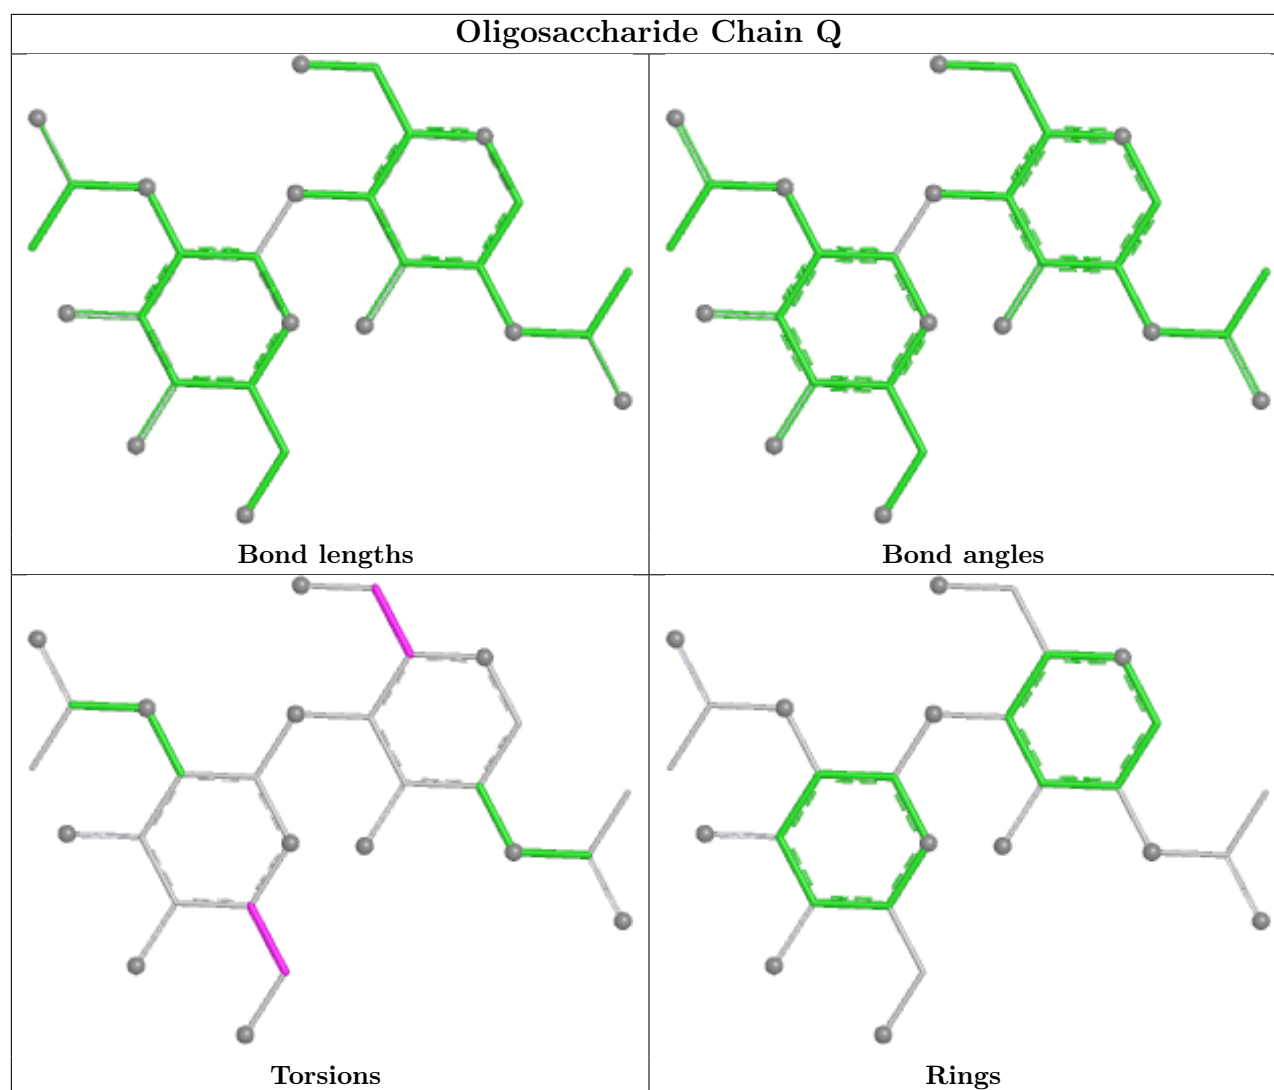 Oligosaccharide Chain Q
Bond lengths
Bond angles
Torsions
Rings